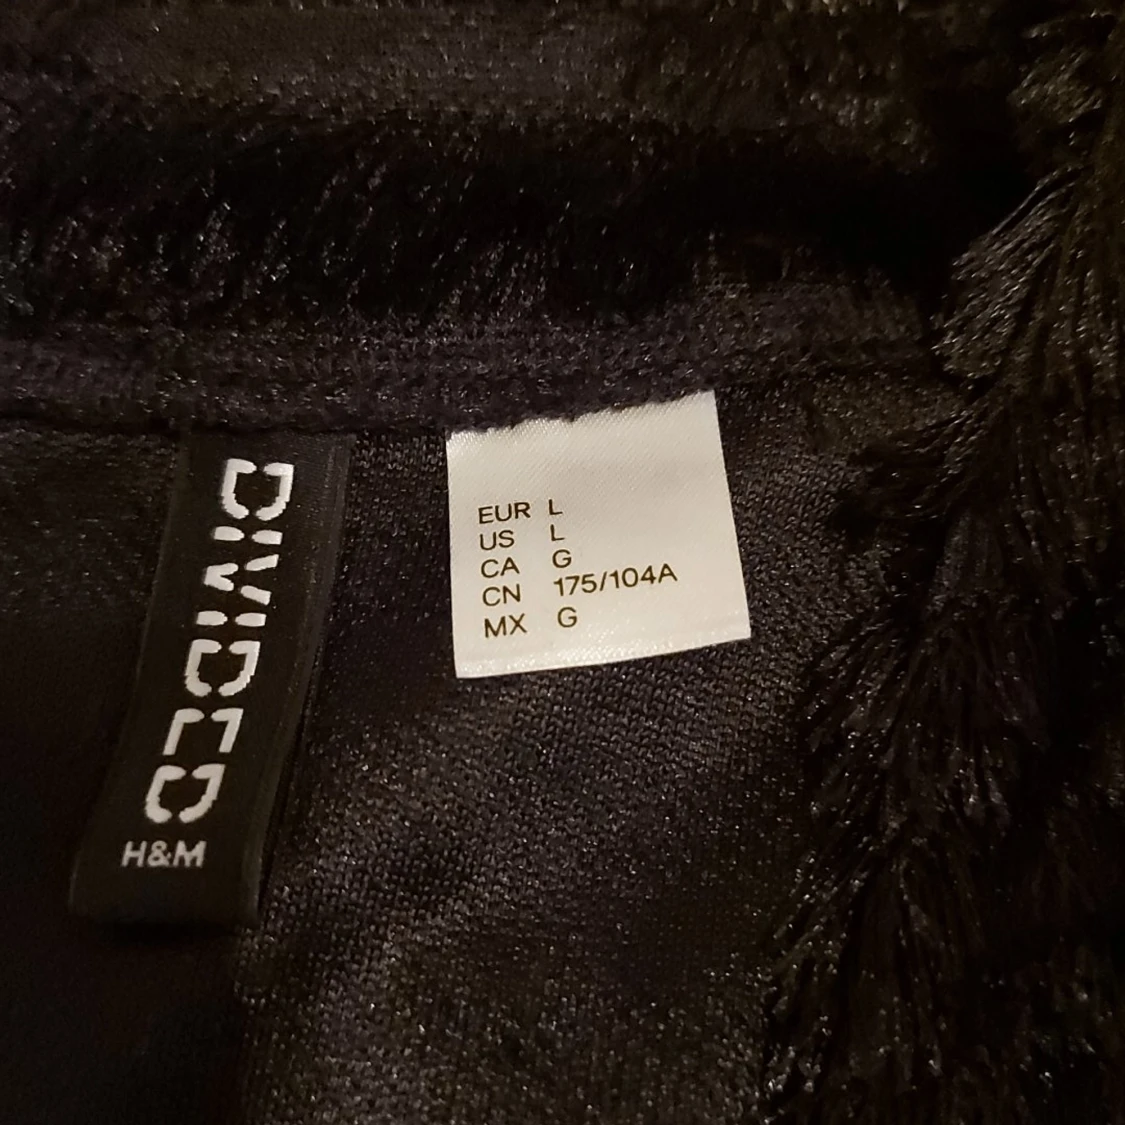 DIVIDED
H&M
EUR L
US L
CA G
CN 175/104A
MX G